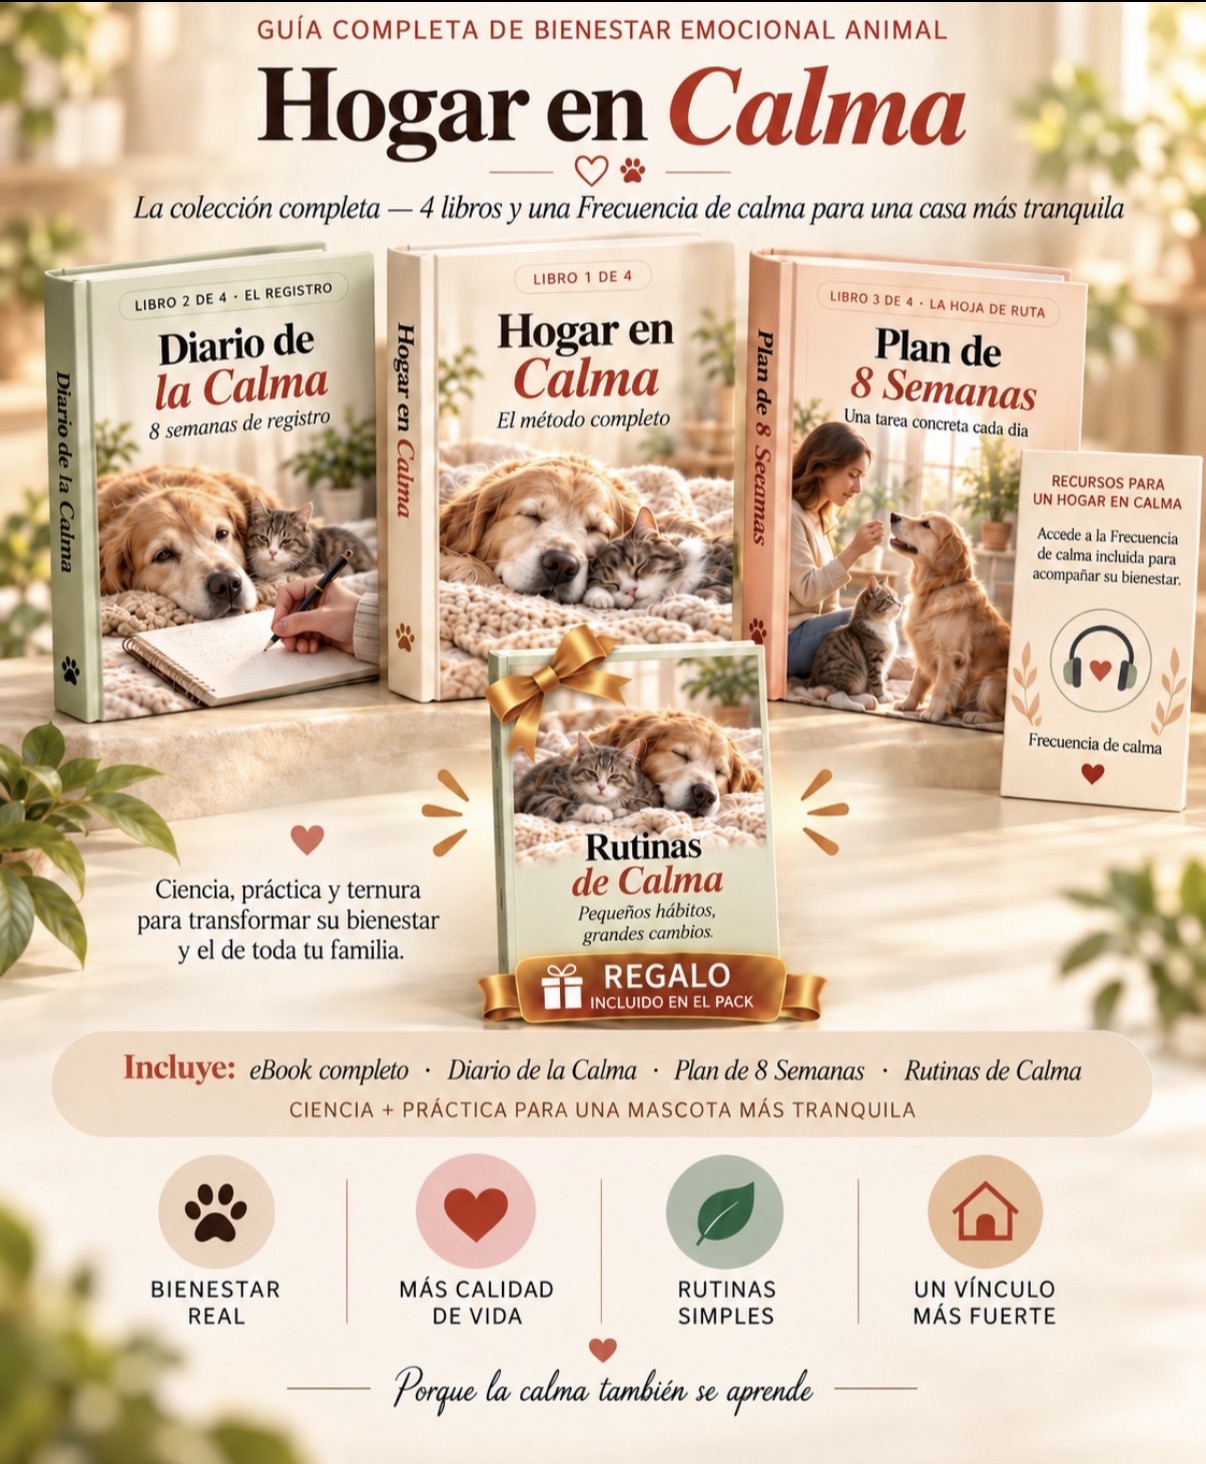 GUÍA COMPLETA DE BIENESTAR EMOCIONAL ANIMAL
Hogar en Calma
La colección completa — 4 libros y una Frecuencia de calma para una casa más tranquila
Diario de la Calma
LIBRO 2 DE 4 · EL REGISTRO
Diario de
la Calma
8 semanas de registro
Hogar en Calma
LIBRO 1 DE 4
Hogar en
Calma
El método completo
Plan de 8 Seeamas
LIBRO 3 DE 4 · LA HOJA DE RUTA
Plan de
8 Semanas
Una tarea concreta cada día
RECURSOS PARA
UN HOGAR EN CALMA
Accede a la Frecuencia
de calma incluida para
acompañar su bienestar.
Frecuencia de calma
Ciencia, práctica y ternura
para transformar su bienestar
y el de toda tu familia.
Rutinas
de Calma
Pequeños hábitos,
grandes cambios.
REGALO
INCLUIDO EN EL PACK
Incluye: eBook completo · Diario de la Calma · Plan de 8 Semanas · Rutinas de Calma
CIENCIA + PRÁCTICA PARA UNA MASCOTA MÁS TRANQUILA
BIENESTAR
REAL
MÁS CALIDAD
DE VIDA
RUTINAS
SIMPLES
UN VÍNCULO
MÁS FUERTE
Porque la calma también se aprende